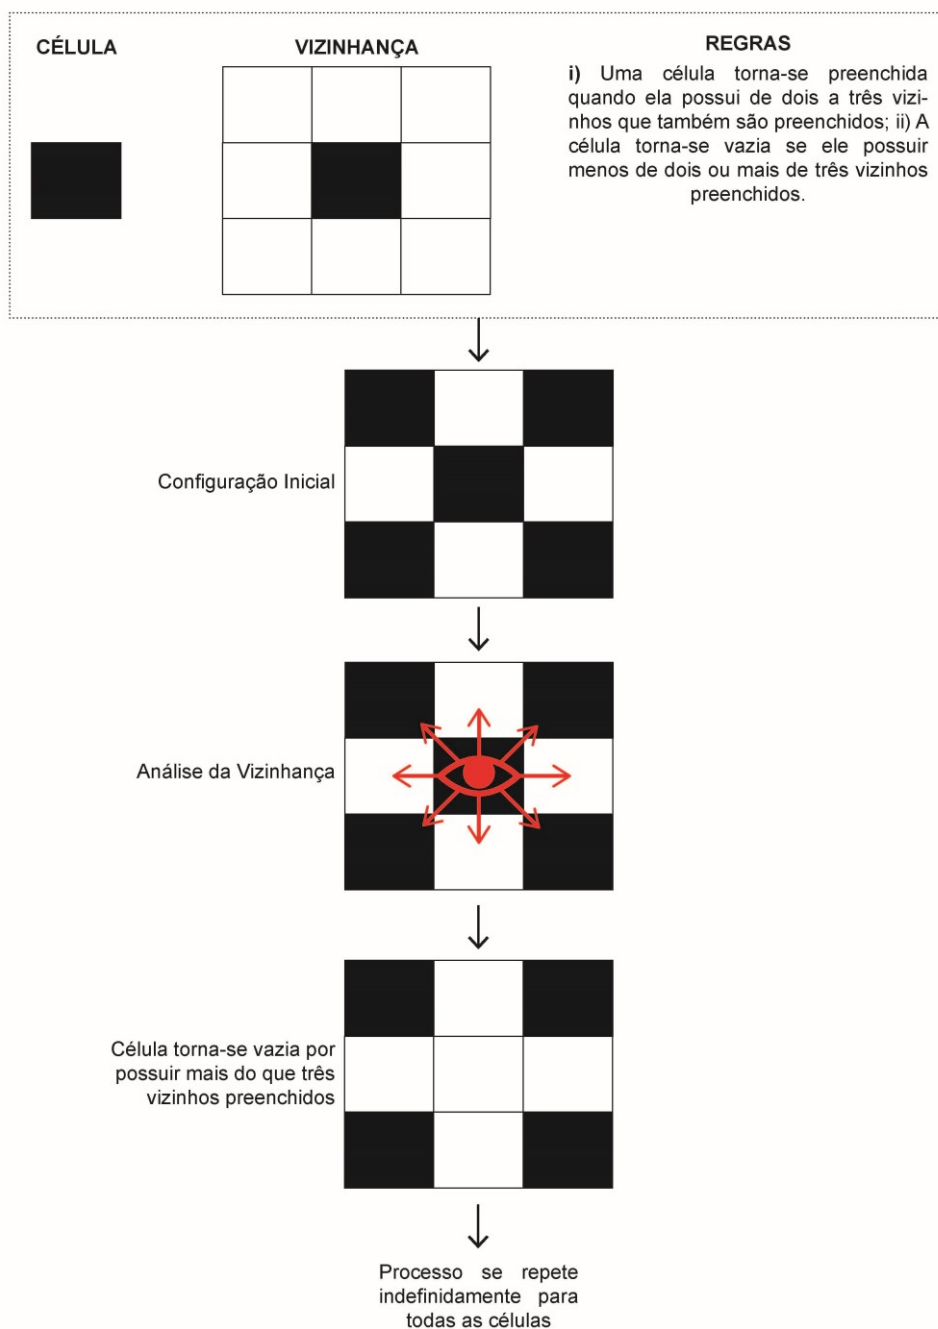 CÉLULA
VIZINHANÇA
REGRAS
i) Uma célula torna-se preenchida
quando ela possui de dois a três vizi-
nhos que também são preenchidos; ii) A
célula torna-se vazia se ele possuir
menos de dois ou mais de três vizinhos
preenchidos.
Configuração Inicial
Análise da Vizinhança
Célula torna-se vazia por
possuir mais do que três
vizinhos preenchidos
Processo se repete
indefinidamente para
todas as células